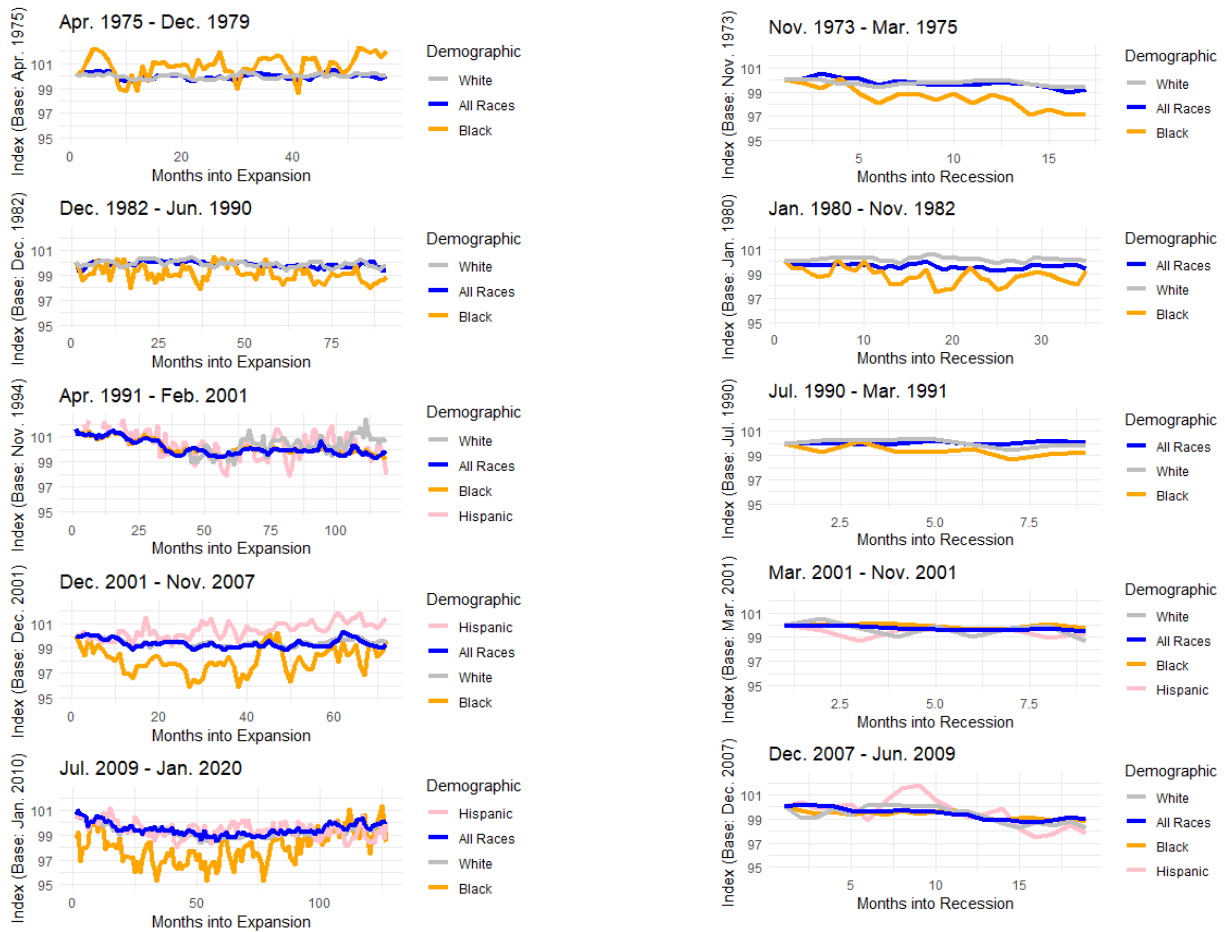 Apr. 1975 - Dec. 1979
Index (Base: Apr. 1975)
101
99
97
95
0
20
40
Months into Expansion
Demographic
White
All Races
Black
Nov. 1973 - Mar. 1975
Index (Base: Nov. 1973)
101
99
97
95
5
10
15
Months into Recession
Demographic
White
All Races
Black
Dec. 1982 - Jun. 1990
Index (Base: Dec. 1982)
101
99
97
95
0
25
50
75
Months into Expansion
Demographic
White
All Races
Black
Jan. 1980 - Nov. 1982
Index (Base: Jan. 1980)
101
99
97
95
0
10
20
30
Months into Recession
Demographic
All Races
White
Black
Apr. 1991 - Feb. 2001
Index (Base: Nov. 1994)
101
99
97
95
0
25
50
75
100
Months into Expansion
Demographic
White
All Races
Black
Hispanic
Jul. 1990 - Mar. 1991
Index (Base: Jul. 1990)
101
99
97
95
2.5
5.0
7.5
Months into Recession
Demographic
All Races
White
Black
Dec. 2001 - Nov. 2007
Index (Base: Dec. 2001)
101
99
97
95
0
20
40
60
Months into Expansion
Demographic
Hispanic
All Races
White
Black
Mar. 2001 - Nov. 2001
Index (Base: Mar. 2001)
101
99
97
95
2.5
5.0
7.5
Months into Recession
Demographic
White
All Races
Black
Hispanic
Jul. 2009 - Jan. 2020
Index (Base: Jan. 2010)
101
99
97
95
0
50
100
Months into Expansion
Demographic
Hispanic
All Races
White
Black
Dec. 2007 - Jun. 2009
Index (Base: Dec. 2007)
101
99
97
95
5
10
15
Months into Recession
Demographic
White
All Races
Black
Hispanic